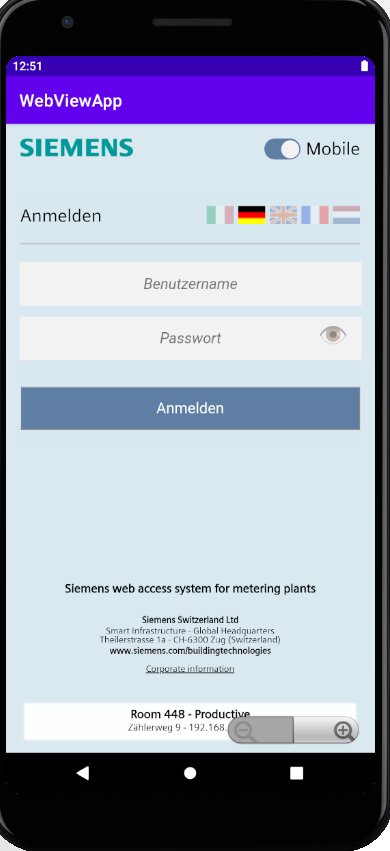 12:51
WebViewApp
SIEMENS
Mobile
Anmelden
Benutzername
Passwort
Anmelden
Siemens web access system for metering plants
Siemens Switzerland Ltd
Smart Infrastructure - Global Headquarters
Theilerstrasse 1a - CH-6300 Zug (Switzerland)
www.siemens.com/buildingtechnologies
Corporate information
Room 448 - Productive
Zählerweg 9 - 192.168.